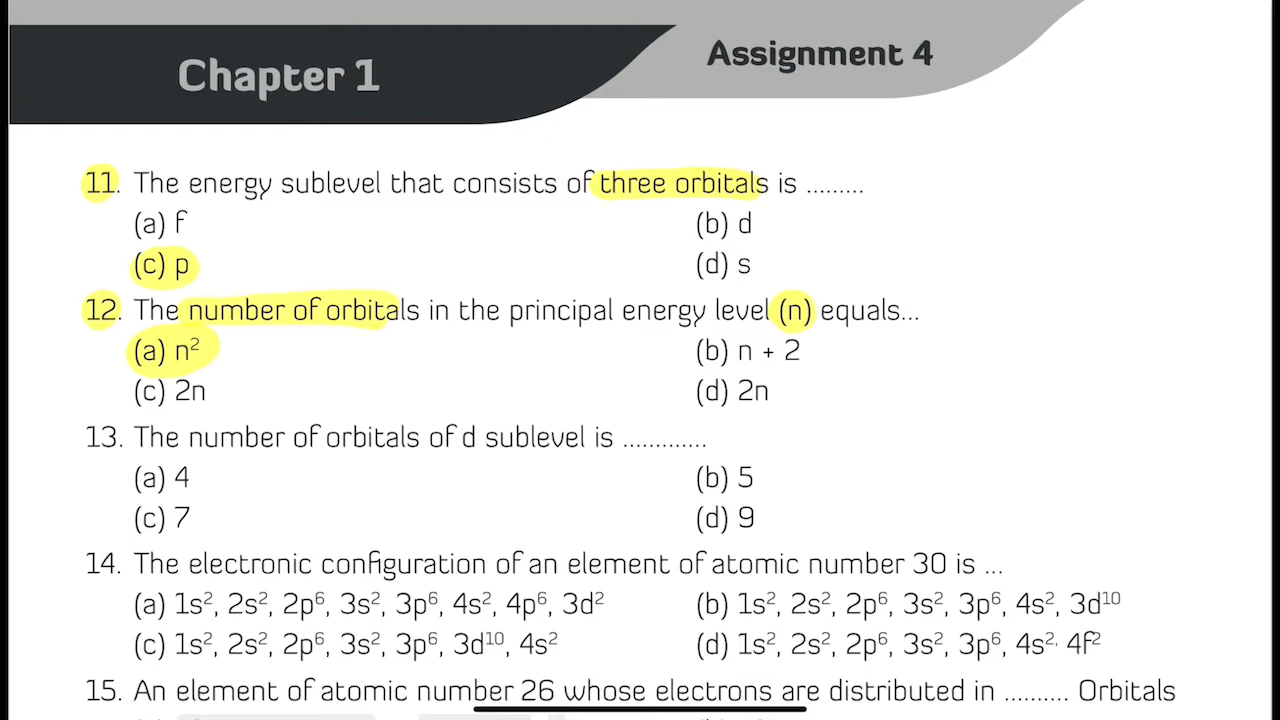 Chapter 1
Assignment 4
11. The energy sublevel that consists of three orbitals is .........
(a) f (b) d
(c) p (d) s
12. The number of orbitals in the principal energy level (n) equals...
(a) n² (b) n + 2
(c) 2n (d) 2n
13. The number of orbitals of d sublevel is .............
(a) 4 (b) 5
(c) 7 (d) 9
14. The electronic configuration of an element of atomic number 30 is ...
(a) 1s², 2s², 2p⁶, 3s², 3p⁶, 4s², 4p⁶, 3d² (b) 1s², 2s², 2p⁶, 3s², 3p⁶, 4s², 3d¹⁰
(c) 1s², 2s², 2p⁶, 3s², 3p⁶, 3d¹⁰, 4s² (d) 1s², 2s², 2p⁶, 3s², 3p⁶, 4s², 4f²
15. An element of atomic number 26 whose electrons are distributed in .......... Orbitals